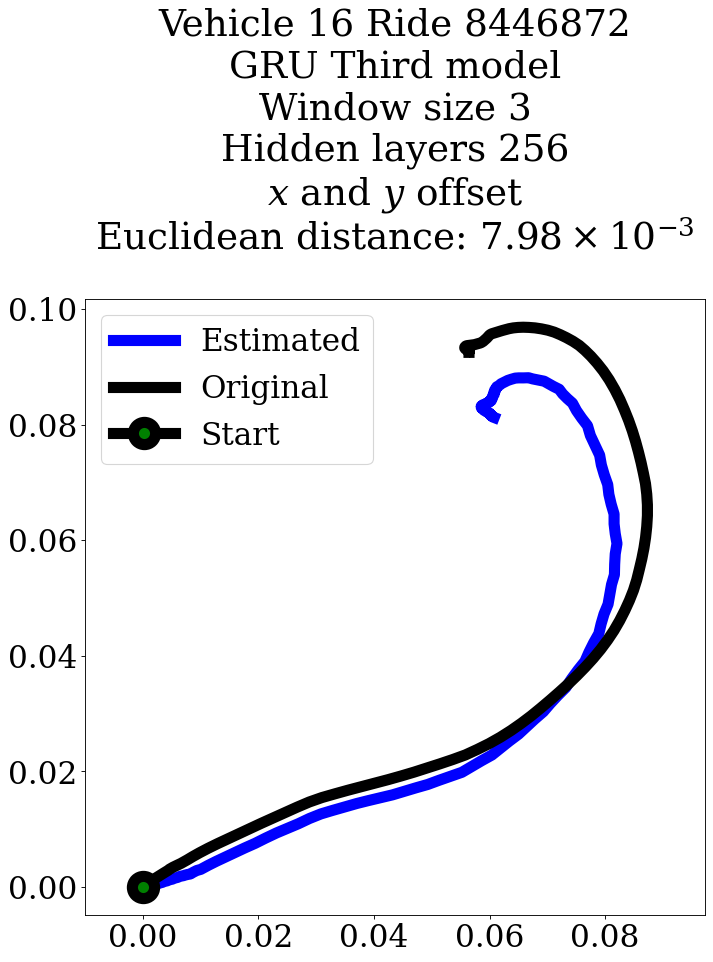 Vehicle 16 Ride 8446872
GRU Third model
Window size 3
Hidden layers 256
x and y offset
Euclidean distance: 7.98 × 10⁻³
0.10
0.08
0.06
0.04
0.02
0.00
Estimated
Original
Start
0.00 0.02 0.04 0.06 0.08